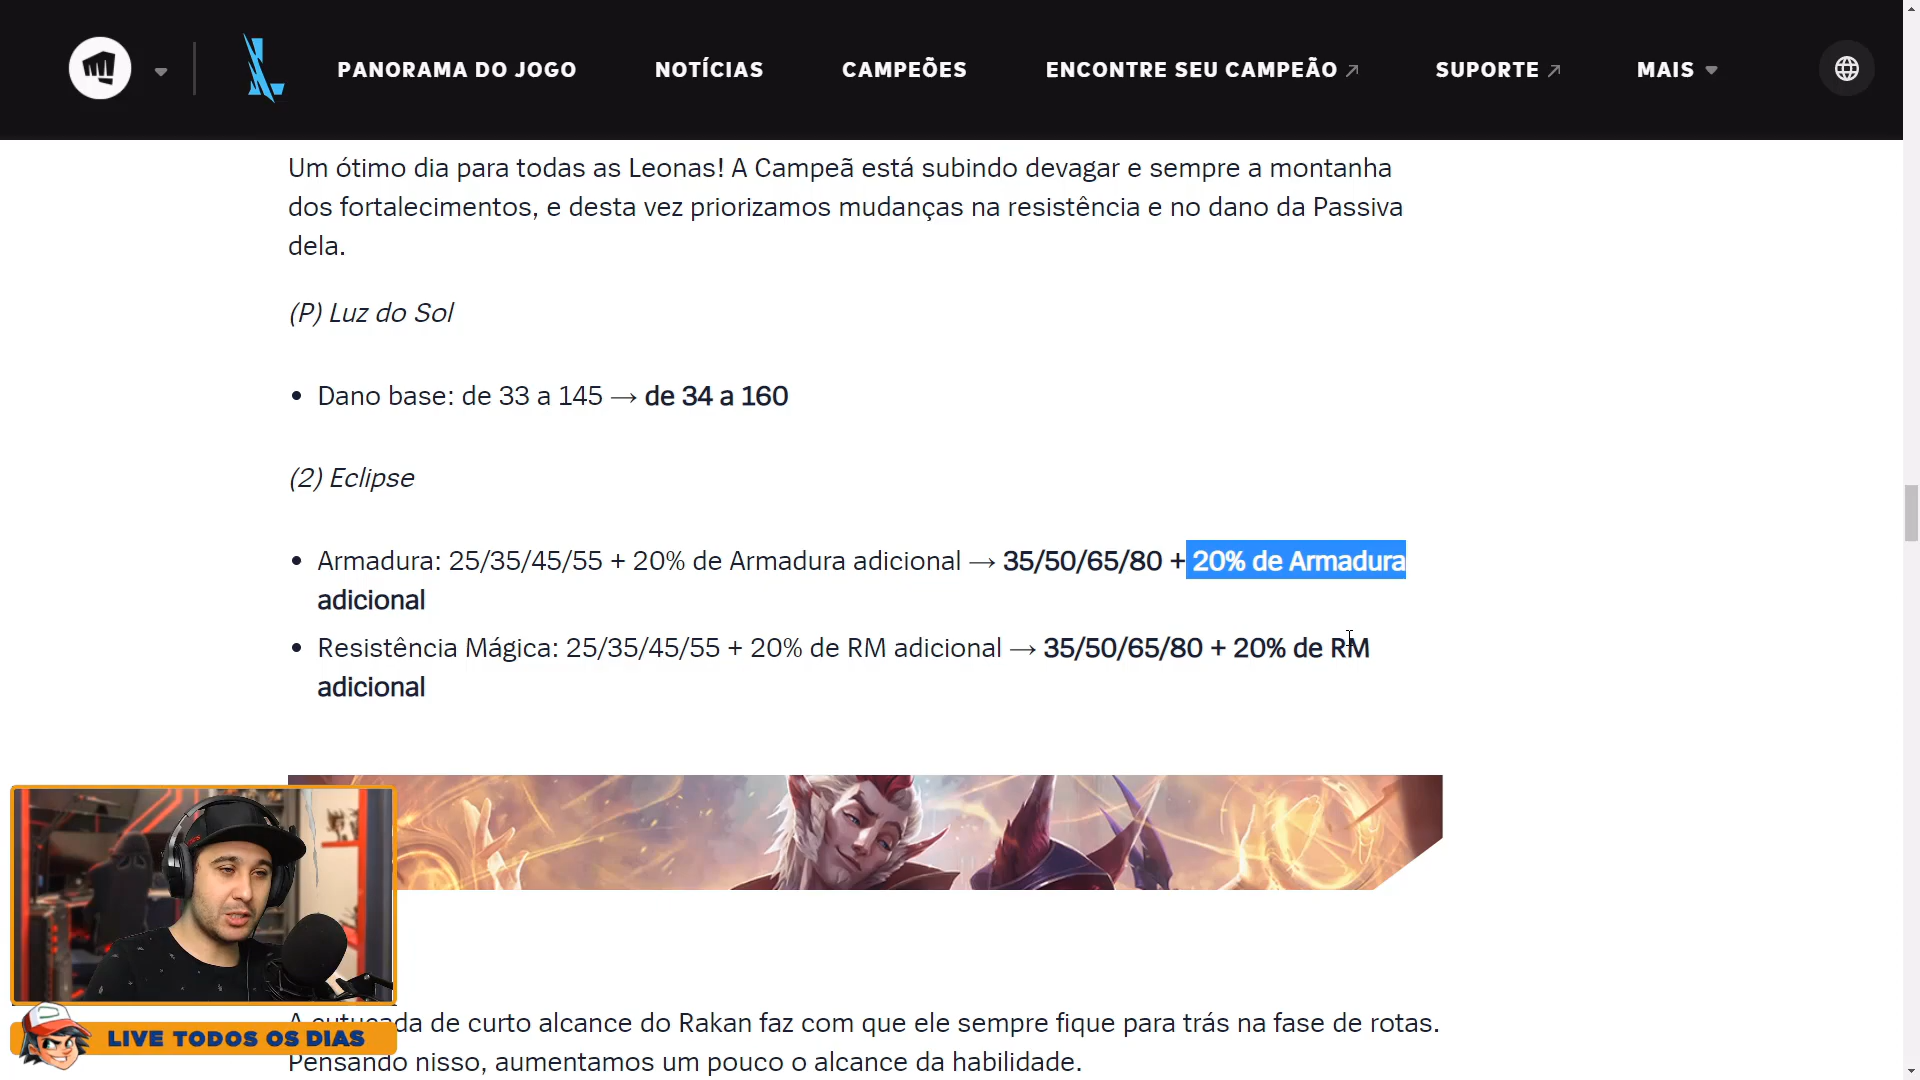 PANORAMA DO JOGO NOTÍCIAS CAMPEÕES ENCONTRE SEU CAMPEÃO SUPORTE MAIS
Um ótimo dia para todas as Leonas! A Campeã está subindo devagar e sempre a montanha
dos fortalecimentos, e desta vez priorizamos mudanças na resistência e no dano da Passiva
dela.
(P) Luz do Sol
• Dano base: de 33 a 145 → de 34 a 160
(2) Eclipse
• Armadura: 25/35/45/55 + 20% de Armadura adicional → 35/50/65/80 + 20% de Armadura
adicional
• Resistência Mágica: 25/35/45/55 + 20% de RM adicional → 35/50/65/80 + 20% de RM
adicional
de curto alcance do Rakan faz com que ele sempre fique para trás na fase de rotas.
LIVE TODOS OS DIAS
Pensando nisso, aumentamos um pouco o alcance da habilidade.